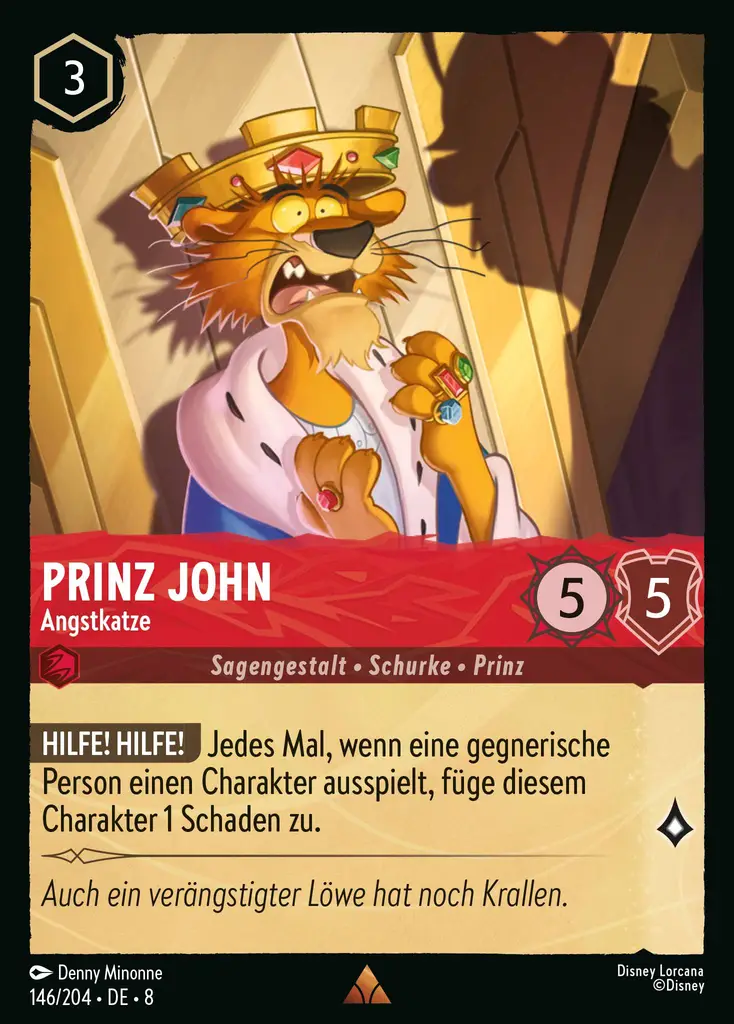 3
PRINZ JOHN
Angstkatze
5 5
Sagengestalt • Schurke • Prinz
HILFE! HILFE! Jedes Mal, wenn eine gegnerische
Person einen Charakter ausspielt, füge diesem
Charakter 1 Schaden zu.
Auch ein verängstigter Löwe hat noch Krallen.
Denny Minonne
146/204 • DE • 8
Disney Lorcana
©Disney